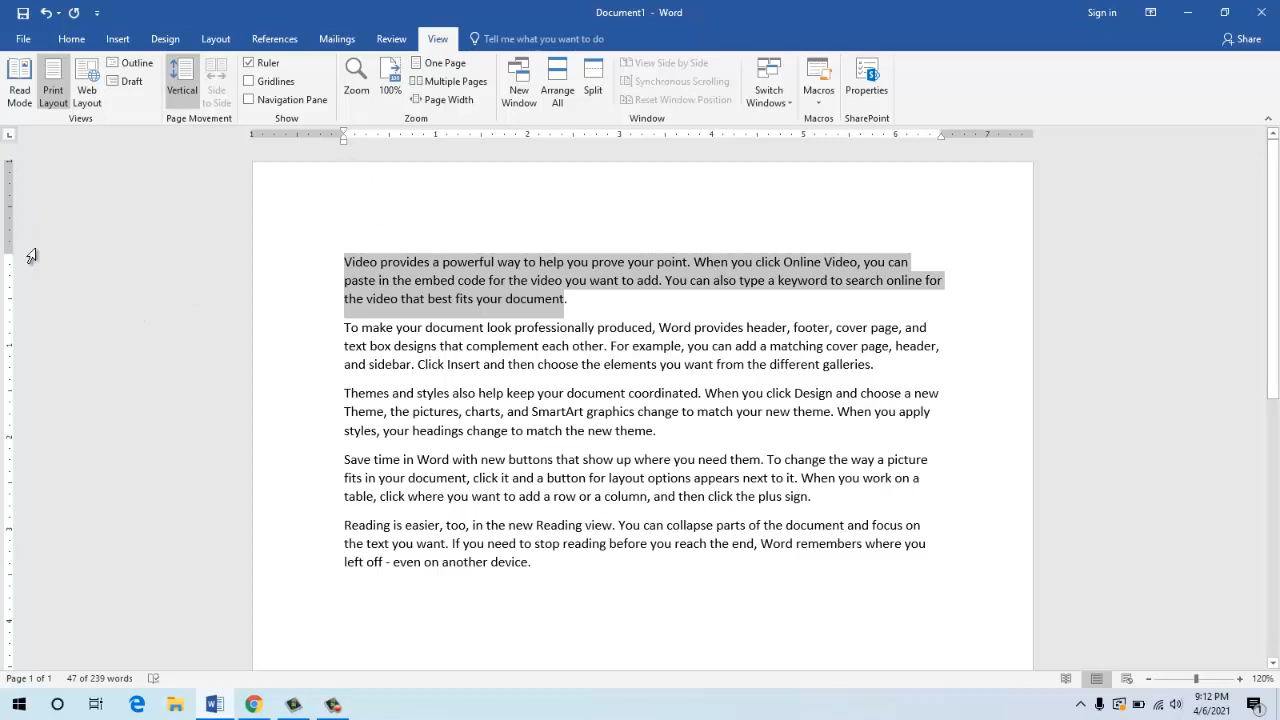 Document1 - Word
Sign in
File Home Insert Design Layout References Mailings Review View Tell me what you want to do Share
Read Mode
Print Layout
Web Layout
Outline
Draft
Views
Vertical
Side to Side
Page Movement
Ruler
Gridlines
Navigation Pane
Show
Zoom
100%
One Page
Multiple Pages
Page Width
Zoom
New Window
Arrange All
Split
View Side by Side
Synchronous Scrolling
Reset Window Position
Window
Switch Windows
Macros
Macros
Properties
SharePoint
1 1 2 3 4 5 6 7
Video provides a powerful way to help you prove your point. When you click Online Video, you can
paste in the embed code for the video you want to add. You can also type a keyword to search online for
the video that best fits your document.
To make your document look professionally produced, Word provides header, footer, cover page, and
text box designs that complement each other. For example, you can add a matching cover page, header,
and sidebar. Click Insert and then choose the elements you want from the different galleries.
Themes and styles also help keep your document coordinated. When you click Design and choose a new
Theme, the pictures, charts, and SmartArt graphics change to match your new theme. When you apply
styles, your headings change to match the new theme.
Save time in Word with new buttons that show up where you need them. To change the way a picture
fits in your document, click it and a button for layout options appears next to it. When you work on a
table, click where you want to add a row or a column, and then click the plus sign.
Reading is easier, too, in the new Reading view. You can collapse parts of the document and focus on
the text you want. If you need to stop reading before you reach the end, Word remembers where you
left off - even on another device.
Page 1 of 1 47 of 239 words 120%
9:12 PM
4/6/2021